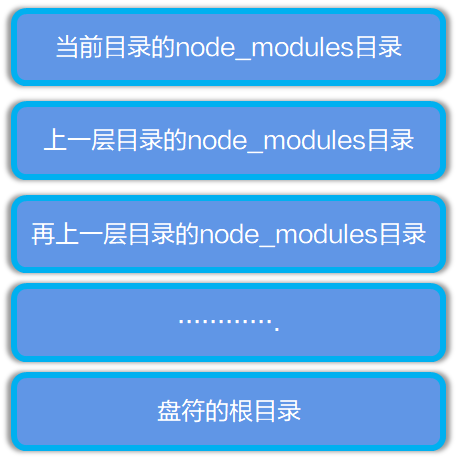 当前目录的node_modules目录
上一层目录的node_modules目录
再上一层目录的node_modules目录
………….
盘符的根目录